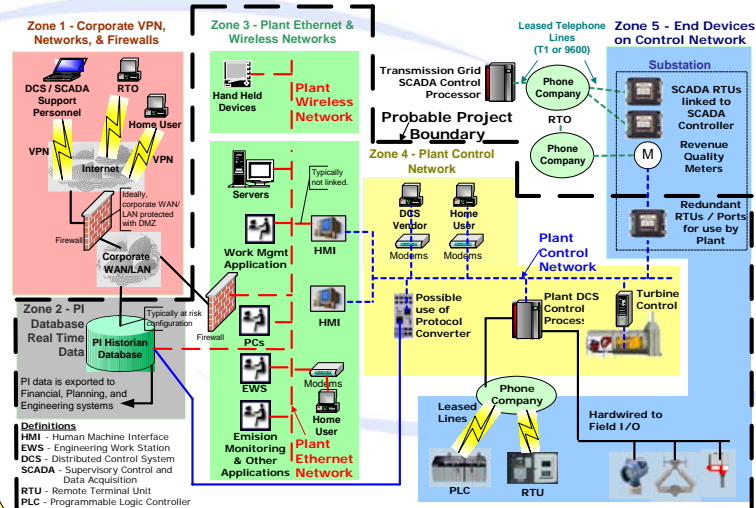 Zone 1 - Corporate VPN,
Networks, & Firewalls
DCS / SCADA
Support
Personnel
RTO
Home User
VPN
VPN
Internet
Ideally,
corporate WAN/
LAN protected
with DMZ
Firewall
Corporate
WAN/LAN
Zone 2 - PI
Database
Real Time
Data
Typically at risk
configuration
PI Historian
Database
PI data is exported to
Financial, Planning, and
Engineering systems
Definitions
HMI - Human Machine Interface
EWS - Engineering Work Station
DCS - Distributed Control System
SCADA - Supervisory Control and
Data Acquisition
RTU - Remote Terminal Unit
PLC - Programmable Logic Controller
Zone 3 - Plant Ethernet &
Wireless Networks
Hand Held
Devices
Plant
Wireless
Network
Servers
Typically
not linked.
Work Mgmt
Application
HMI
HMI
Firewall
PCs
EWS
Modems
Home
User
Emision
Monitoring
& Other
Applications
Plant
Ethernet
Network
Transmission Grid
SCADA Control
Processor
Probable Project
Boundary
Leased Telephone
Lines
(T1 or 9600)
Phone
Company
RTO
Phone
Company
Zone 4 - Plant Control
Network
DCS
Vendor
Home
User
Modems
Modems
Plant
Control
Network
Possible
use of
Protocol
Converter
Plant DCS
Control
Process
Turbine
Control
Zone 5 - End Devices
on Control Network
Substation
SCADA RTUs
linked to
SCADA
Controller
M
Revenue
Quality
Meters
Redundant
RTUs / Ports
for use by
Plant
Phone
Company
Leased
Lines
Hardwired to
Field I/O
PLC
RTU